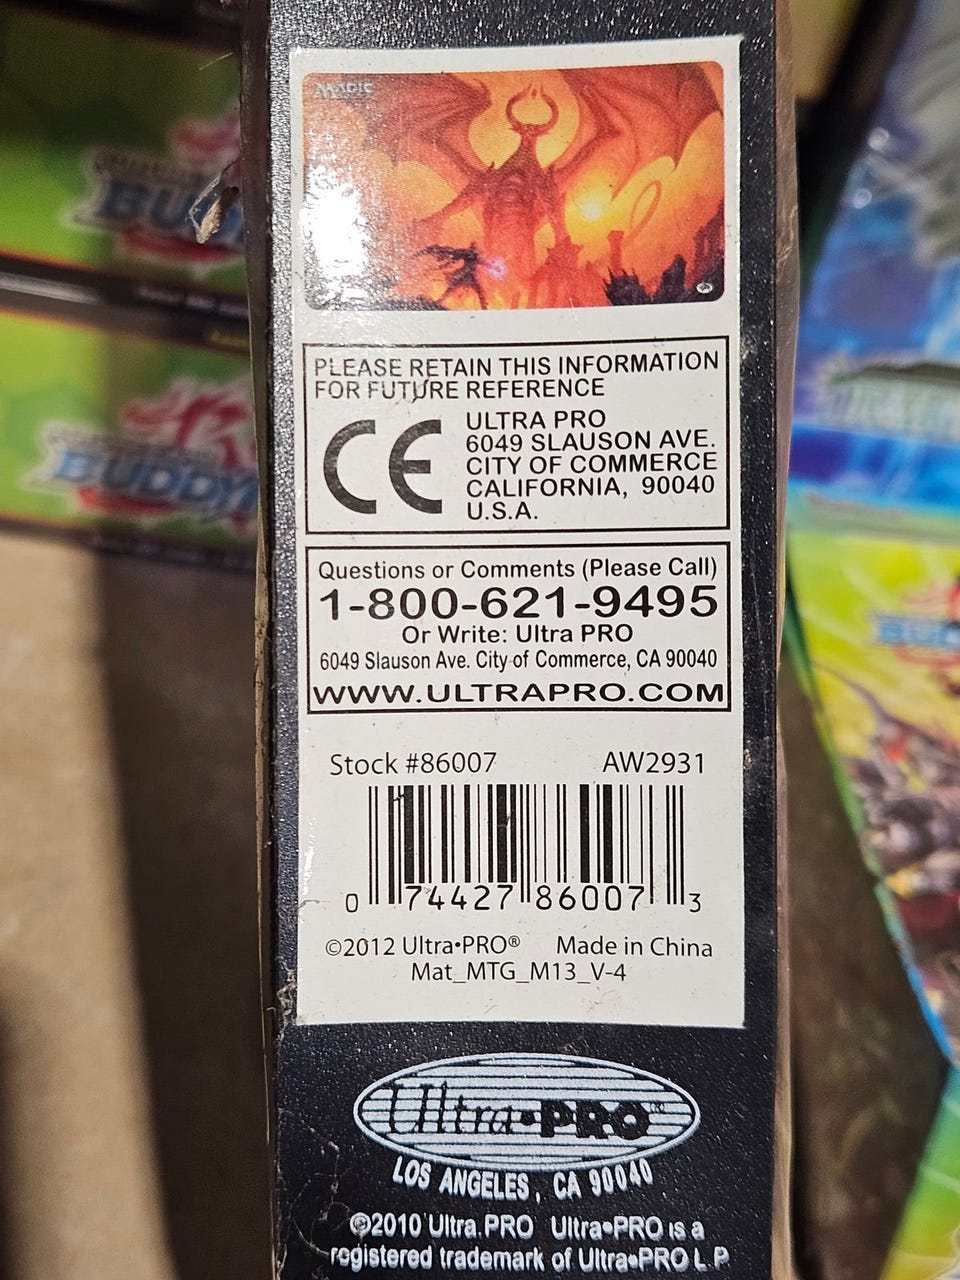 MAGIC
PLEASE RETAIN THIS INFORMATION
FOR FUTURE REFERENCE
CE
ULTRA PRO
6049 SLAUSON AVE.
CITY OF COMMERCE
CALIFORNIA, 90040
U.S.A.
Questions or Comments (Please Call)
1-800-621-9495
Or Write: Ultra PRO
6049 Slauson Ave. City of Commerce, CA 90040
WWW.ULTRAPRO.COM
Stock #86007 AW2931
0 74427 86007 3
©2012 Ultra•PRO® Made in China
Mat_MTG_M13_V-4
Ultra•PRO™
LOS ANGELES, CA 90040
©2010 Ultra.PRO Ultra•PRO is a
registered trademark of Ultra•PRO L.P.
BUDDY